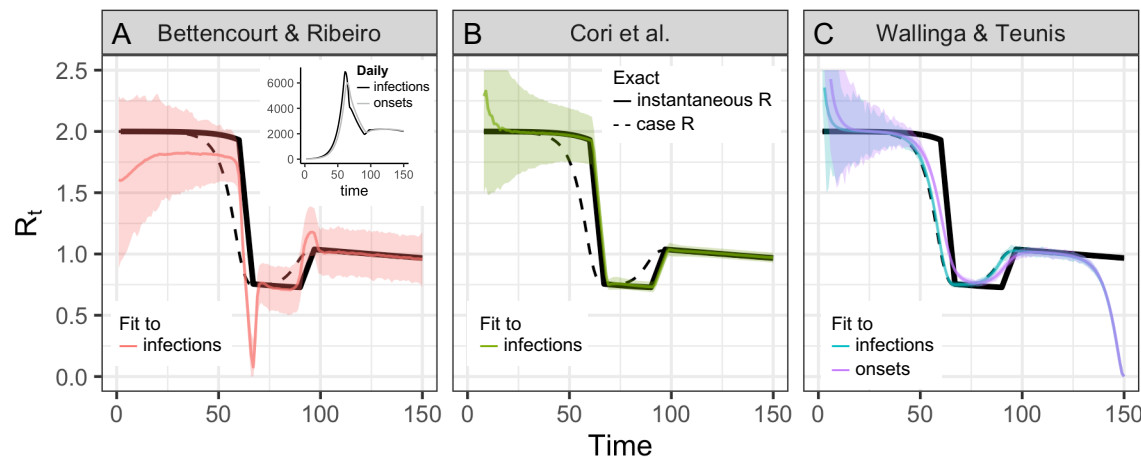 A Bettencourt & Ribeiro
B Cori et al.
C Wallinga & Teunis
Rt
2.5
2.0
1.5
1.0
0.5
0.0
Daily
infections
onsets
6000
4000
2000
0
0 50 100 150
time
Fit to
infections
0 50 100 150
Exact
instantaneous R
case R
Fit to
infections
0 50 100 150
Fit to
infections
onsets
0 50 100 150
Time